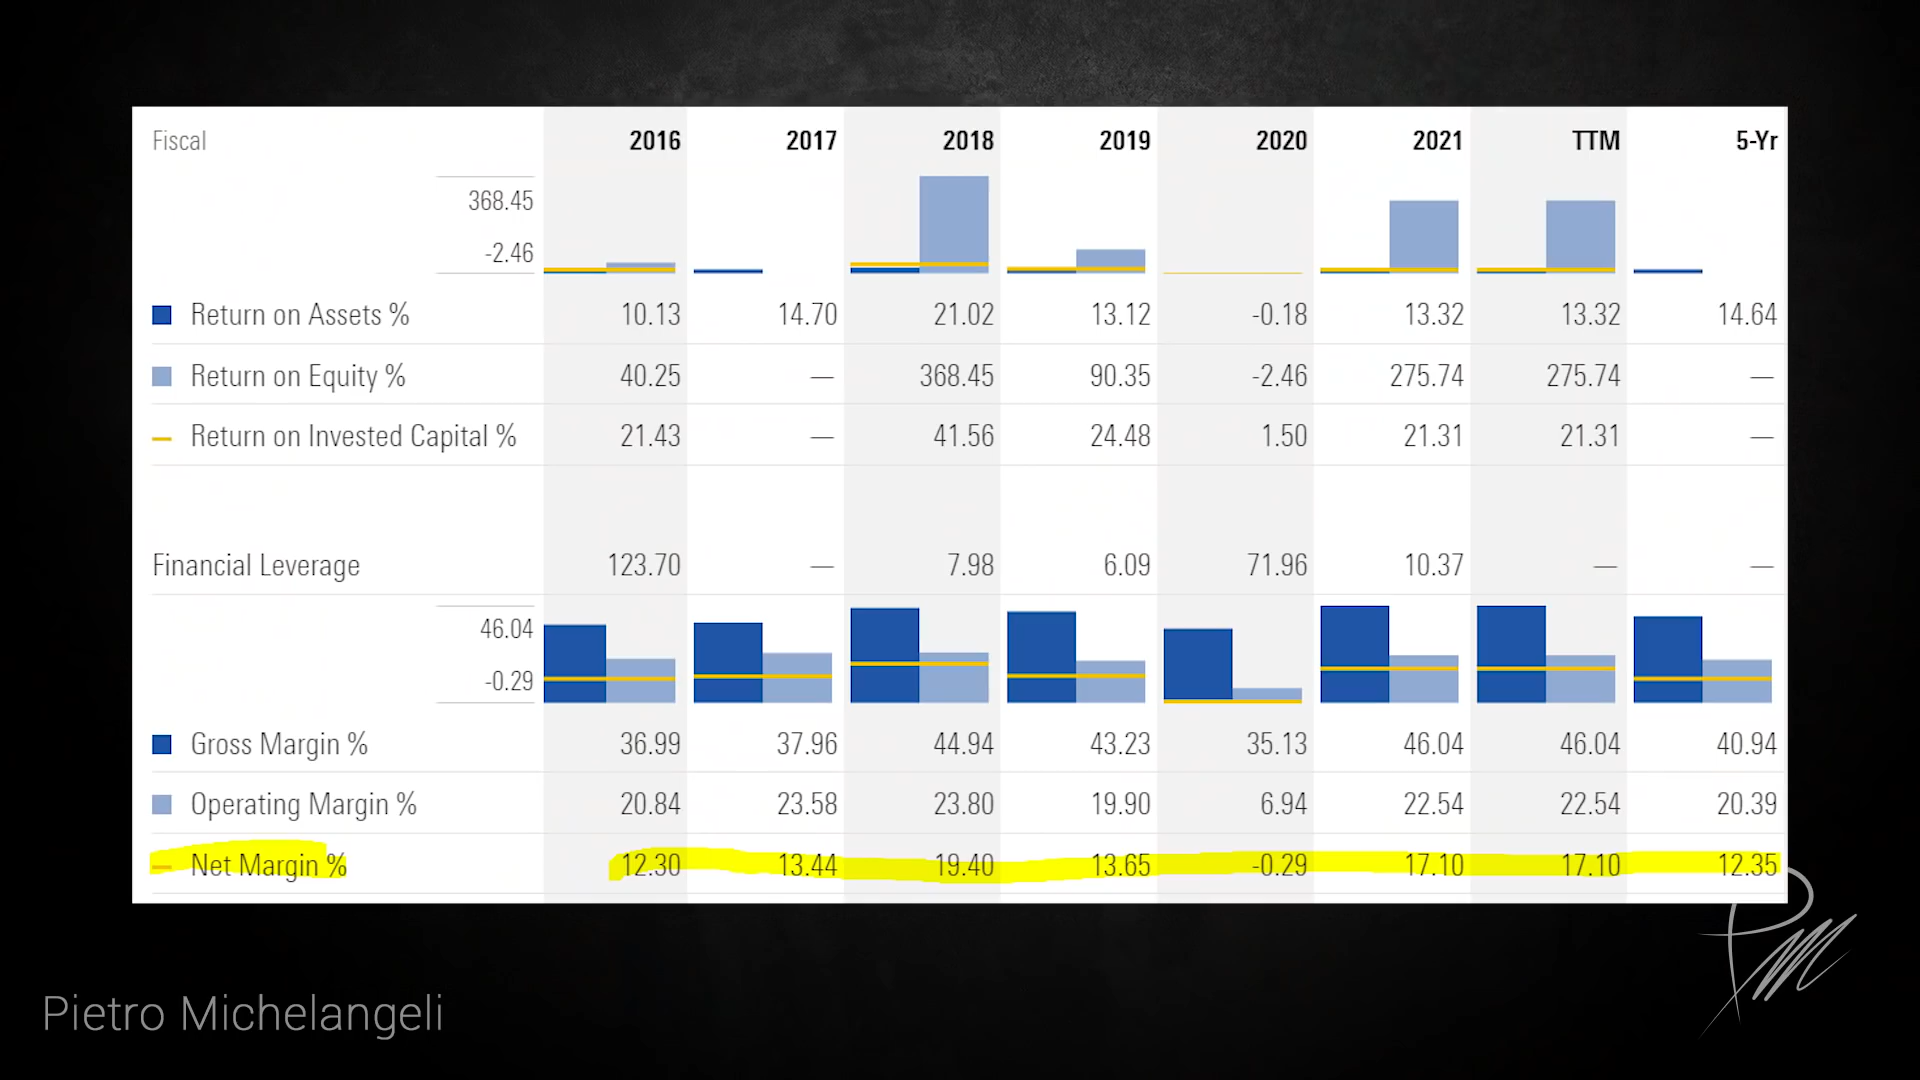 Fiscal 2016 2017 2018 2019 2020 2021 TTM 5-Yr
368.45
-2.46
Return on Assets % 10.13 14.70 21.02 13.12 -0.18 13.32 13.32 14.64
Return on Equity % 40.25 — 368.45 90.35 -2.46 275.74 275.74 —
Return on Invested Capital % 21.43 — 41.56 24.48 1.50 21.31 21.31 —
Financial Leverage 123.70 — 7.98 6.09 71.96 10.37 — —
46.04
-0.29
Gross Margin % 36.99 37.96 44.94 43.23 35.13 46.04 46.04 40.94
Operating Margin % 20.84 23.58 23.80 19.90 6.94 22.54 22.54 20.39
Net Margin % 12.30 13.44 19.40 13.65 -0.29 17.10 17.10 12.35
PM
Pietro Michelangeli